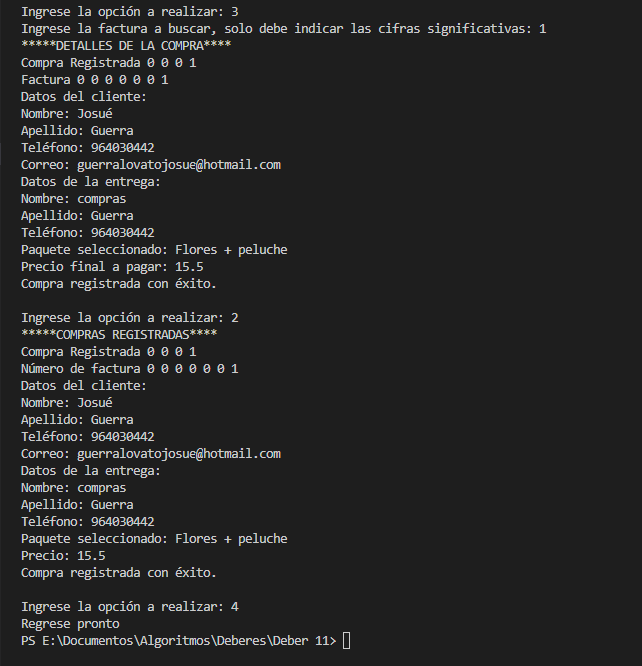 Ingrese la opción a realizar: 3
Ingrese la factura a buscar, solo debe indicar las cifras significativas: 1
*****DETALLES DE LA COMPRA****
Compra Registrada 0 0 0 1
Factura 0 0 0 0 0 0 1
Datos del cliente:
Nombre: Josué
Apellido: Guerra
Teléfono: 964030442
Correo: guerralovatojosue@hotmail.com
Datos de la entrega:
Nombre: compras
Apellido: Guerra
Teléfono: 964030442
Paquete seleccionado: Flores + peluche
Precio final a pagar: 15.5
Compra registrada con éxito.

Ingrese la opción a realizar: 2
*****COMPRAS REGISTRADAS****
Compra Registrada 0 0 0 1
Número de factura 0 0 0 0 0 0 1
Datos del cliente:
Nombre: Josué
Apellido: Guerra
Teléfono: 964030442
Correo: guerralovatojosue@hotmail.com
Datos de la entrega:
Nombre: compras
Apellido: Guerra
Teléfono: 964030442
Paquete seleccionado: Flores + peluche
Precio: 15.5
Compra registrada con éxito.

Ingrese la opción a realizar: 4
Regrese pronto
PS E:\Documentos\Algoritmos\Deberes\Deber 11>